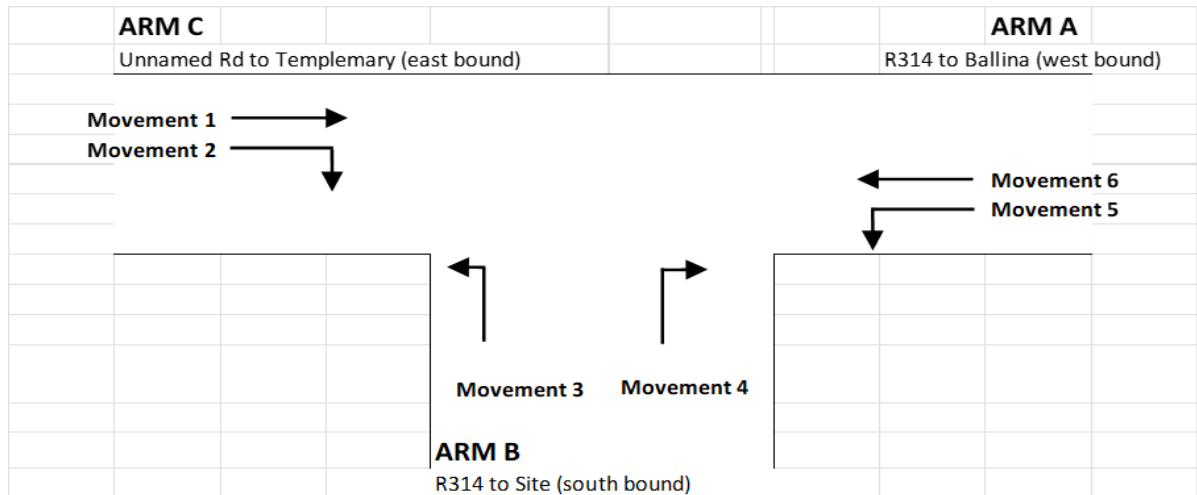 ARM C
ARM A
Unnamed Rd to Templemary (east bound)
R314 to Ballina (west bound)
Movement 1
Movement 2
Movement 6
Movement 5
Movement 3
Movement 4
ARM B
R314 to Site (south bound)